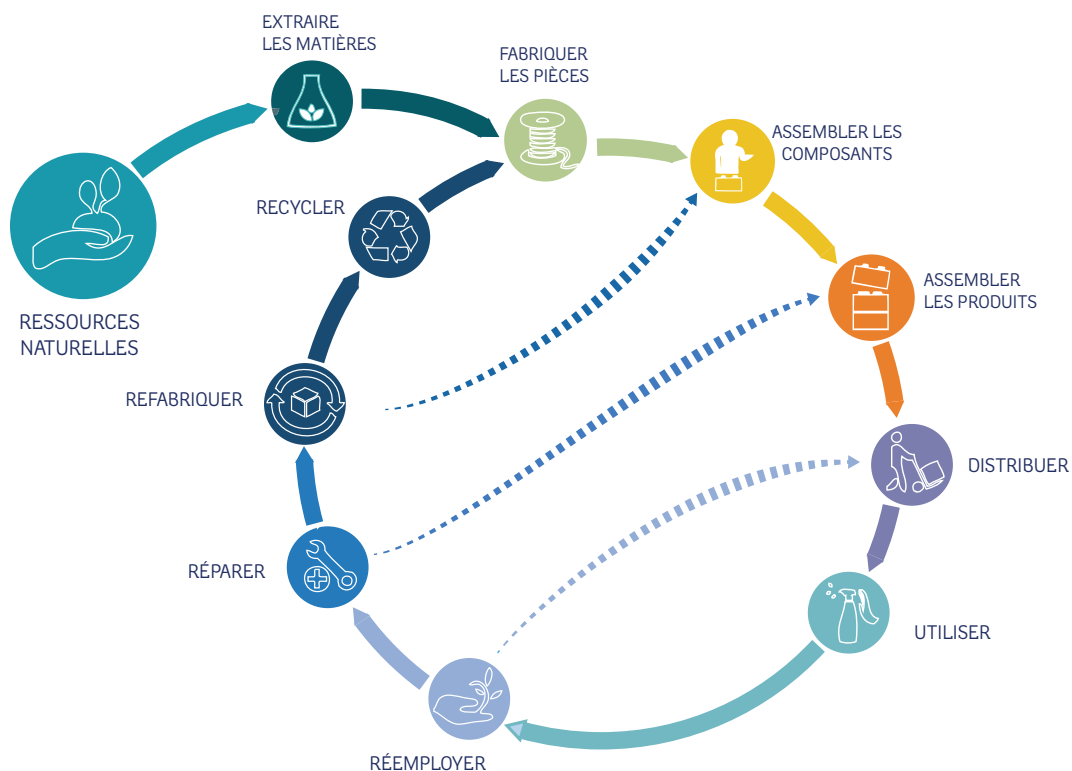 EXTRAIRE
LES MATIÈRES
FABRIQUER
LES PIÈCES
ASSEMBLER LES
COMPOSANTS
RECYCLER
ASSEMBLER
LES PRODUITS
RESSOURCES
NATURELLES
REFABRIQUER
DISTRIBUER
RÉPARER
UTILISER
RÉEMPLOYER